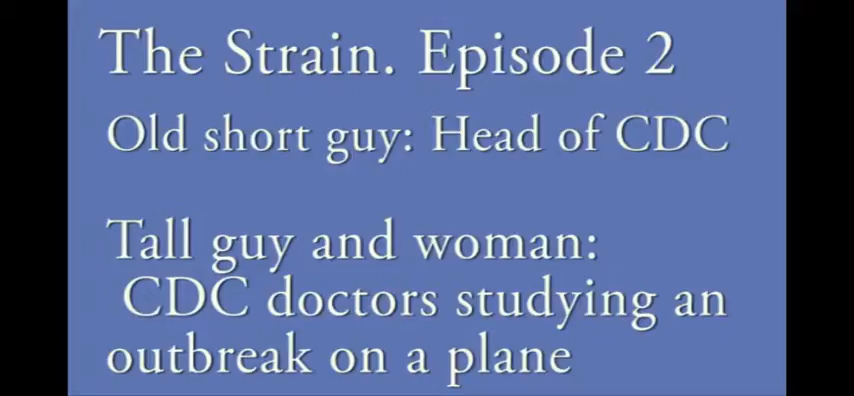 The Strain. Episode 2
Old short guy: Head of CDC
Tall guy and woman:
CDC doctors studying an
outbreak on a plane